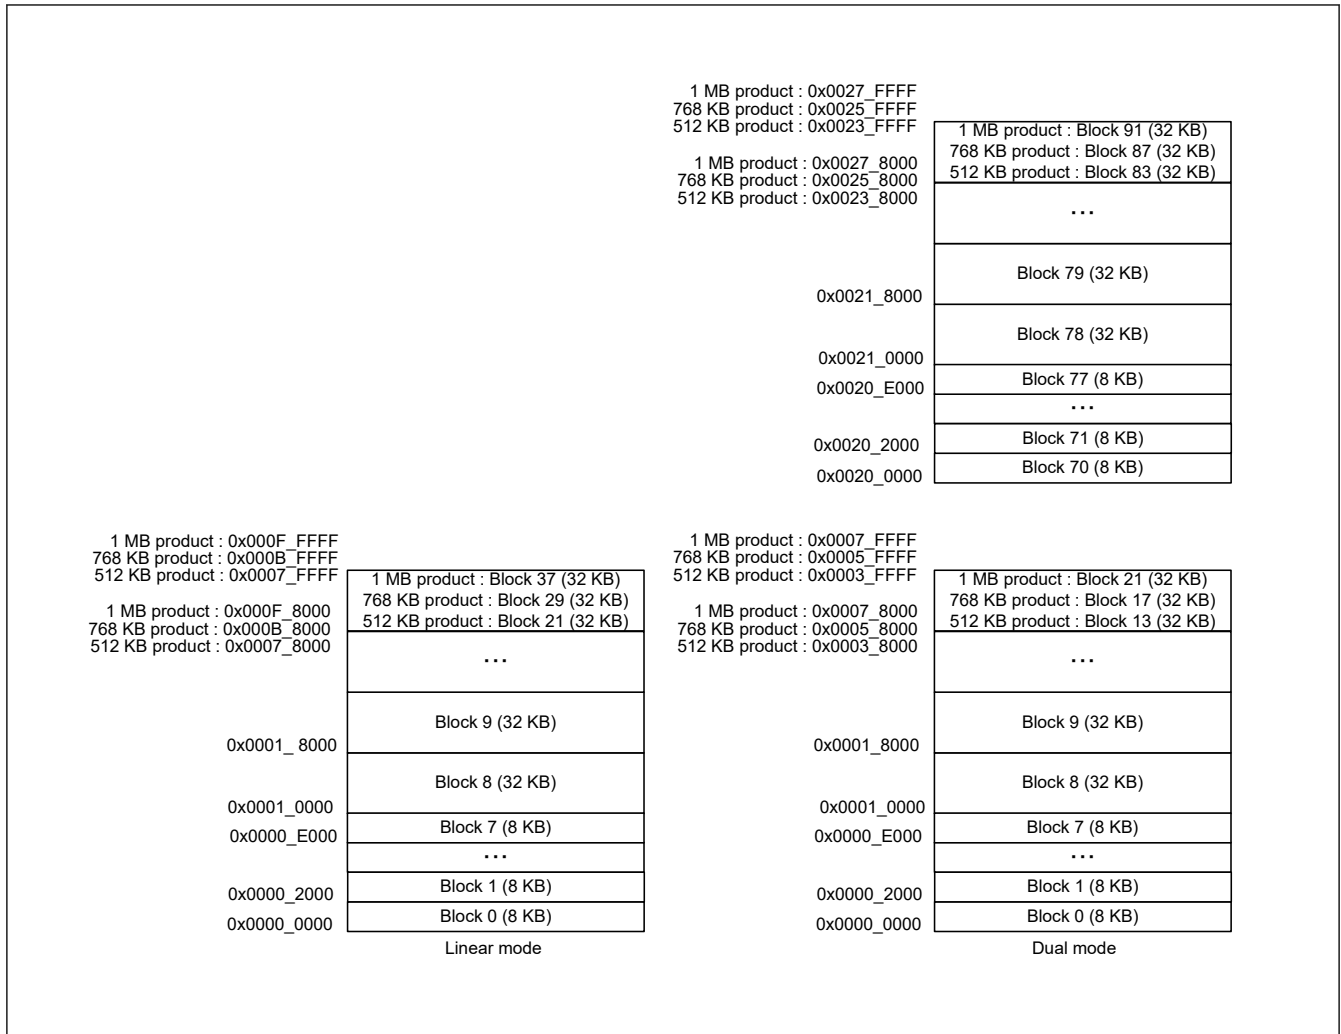 1 MB product : 0x0027_FFFF
768 KB product : 0x0025_FFFF
512 KB product : 0x0023_FFFF
1 MB product : Block 91 (32 KB)
768 KB product : Block 87 (32 KB)
512 KB product : Block 83 (32 KB)
1 MB product : 0x0027_8000
768 KB product : 0x0025_8000
512 KB product : 0x0023_8000
...
Block 79 (32 KB)
0x0021_8000
Block 78 (32 KB)
0x0021_0000
Block 77 (8 KB)
0x0020_E000
...
Block 71 (8 KB)
0x0020_2000
Block 70 (8 KB)
0x0020_0000
1 MB product : 0x000F_FFFF
768 KB product : 0x000B_FFFF
512 KB product : 0x0007_FFFF
1 MB product : Block 37 (32 KB)
768 KB product : Block 29 (32 KB)
512 KB product : Block 21 (32 KB)
1 MB product : 0x000F_8000
768 KB product : 0x000B_8000
512 KB product : 0x0007_8000
...
Block 9 (32 KB)
0x0001_ 8000
Block 8 (32 KB)
0x0001_0000
Block 7 (8 KB)
0x0000_E000
...
Block 1 (8 KB)
0x0000_2000
Block 0 (8 KB)
0x0000_0000
Linear mode
1 MB product : 0x0007_FFFF
768 KB product : 0x0005_FFFF
512 KB product : 0x0003_FFFF
1 MB product : Block 21 (32 KB)
768 KB product : Block 17 (32 KB)
512 KB product : Block 13 (32 KB)
1 MB product : 0x0007_8000
768 KB product : 0x0005_8000
512 KB product : 0x0003_8000
...
Block 9 (32 KB)
0x0001_8000
Block 8 (32 KB)
0x0001_0000
Block 7 (8 KB)
0x0000_E000
...
Block 1 (8 KB)
0x0000_2000
Block 0 (8 KB)
0x0000_0000
Dual mode